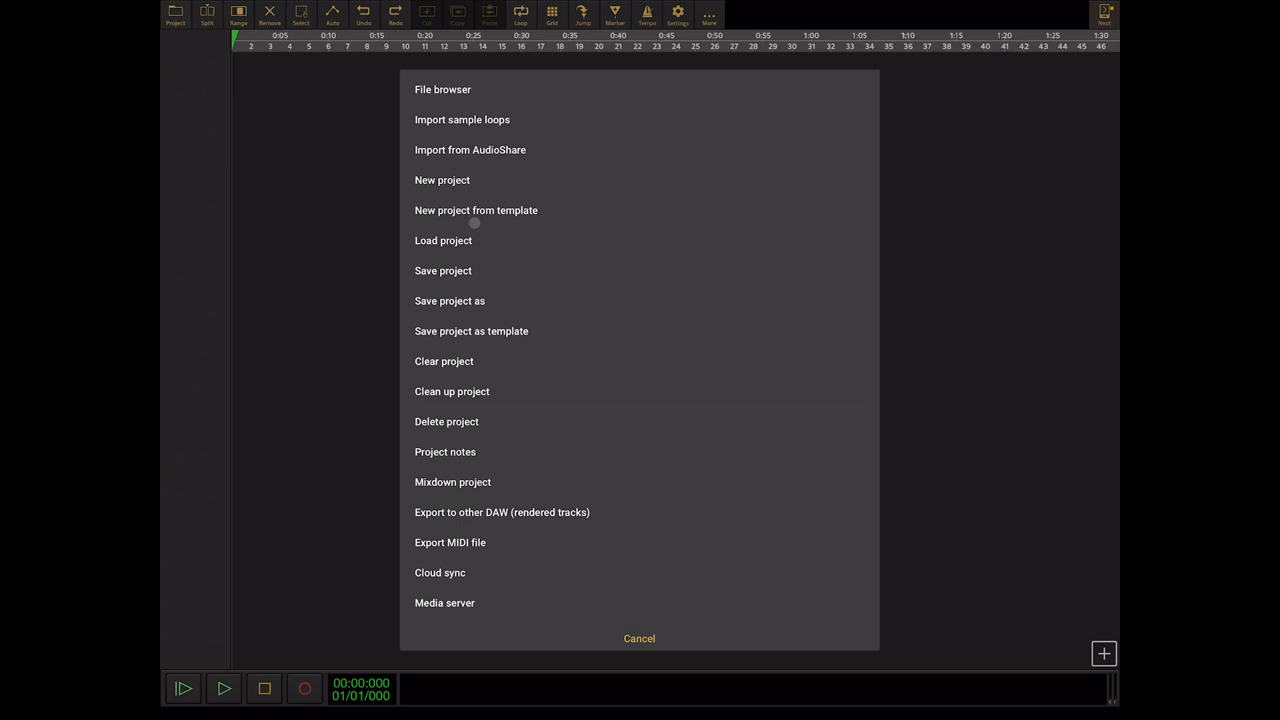 Project Split Range Remove Select Auto Undo Redo Cut Copy Paste Loop Grid Jump Marker Tempo Settings More Next
0:05 0:10 0:15 0:20 0:25 0:30 0:35 0:40 0:45 0:50 0:55 1:00 1:05 1:10 1:15 1:20 1:25 1:30
2 3 4 5 6 7 8 9 10 11 12 13 14 15 16 17 18 19 20 21 22 23 24 25 26 27 28 29 30 31 32 33 34 35 36 37 38 39 40 41 42 43 44 45 46
File browser
Import sample loops
Import from AudioShare
New project
New project from template
Load project
Save project
Save project as
Save project as template
Clear project
Clean up project
Delete project
Project notes
Mixdown project
Export to other DAW (rendered tracks)
Export MIDI file
Cloud sync
Media server
Cancel
00:00:000
01/01/000